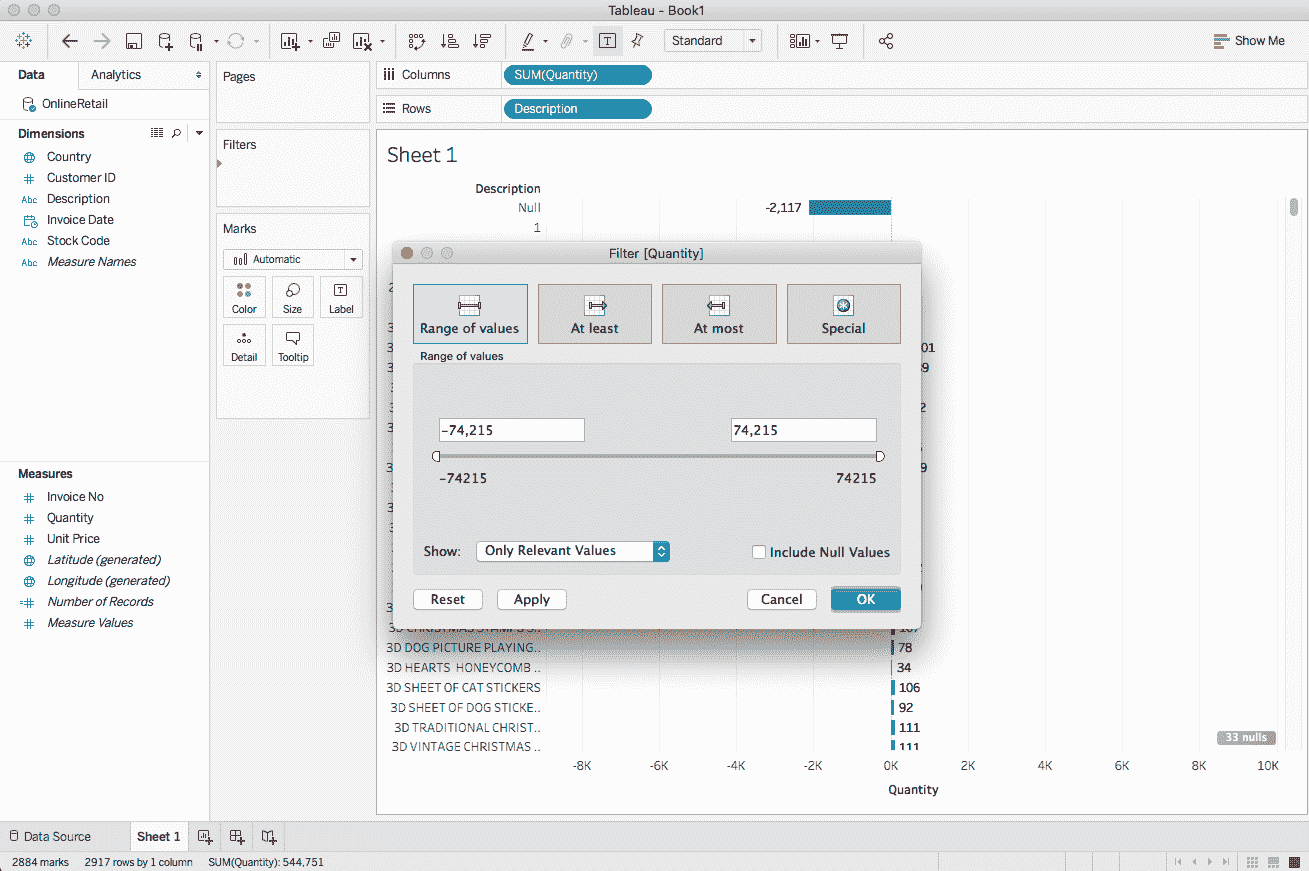 Tableau - Book1
Standard
Show Me
Data
Analytics
OnlineRetail
Dimensions
Country
Customer ID
Abc Description
Invoice Date
Abc Stock Code
Abc Measure Names
Measures
Invoice No
Quantity
Unit Price
Latitude (generated)
Longitude (generated)
Number of Records
Measure Values
Pages
Filters
Marks
Automatic
Color
Size
Label
Detail
Tooltip
Columns
SUM(Quantity)
Rows
Description
Sheet 1
Description
Null
-2,117
1
Filter [Quantity]
Range of values
At least
At most
Special
Range of values
-74,215
74,215
-74215
74215
Show:
Only Relevant Values
Include Null Values
Reset
Apply
Cancel
OK
3D DOG PICTURE PLAYING..
78
3D HEARTS HONEYCOMB ..
34
3D SHEET OF CAT STICKERS
106
3D SHEET OF DOG STICKE..
92
3D TRADITIONAL CHRIST..
111
3D VINTAGE CHRISTMAS ..
111
33 nulls
-8K
-6K
-4K
-2K
0K
2K
4K
6K
8K
10K
Quantity
Data Source
Sheet 1
2884 marks
2917 rows by 1 column
SUM(Quantity): 544,751